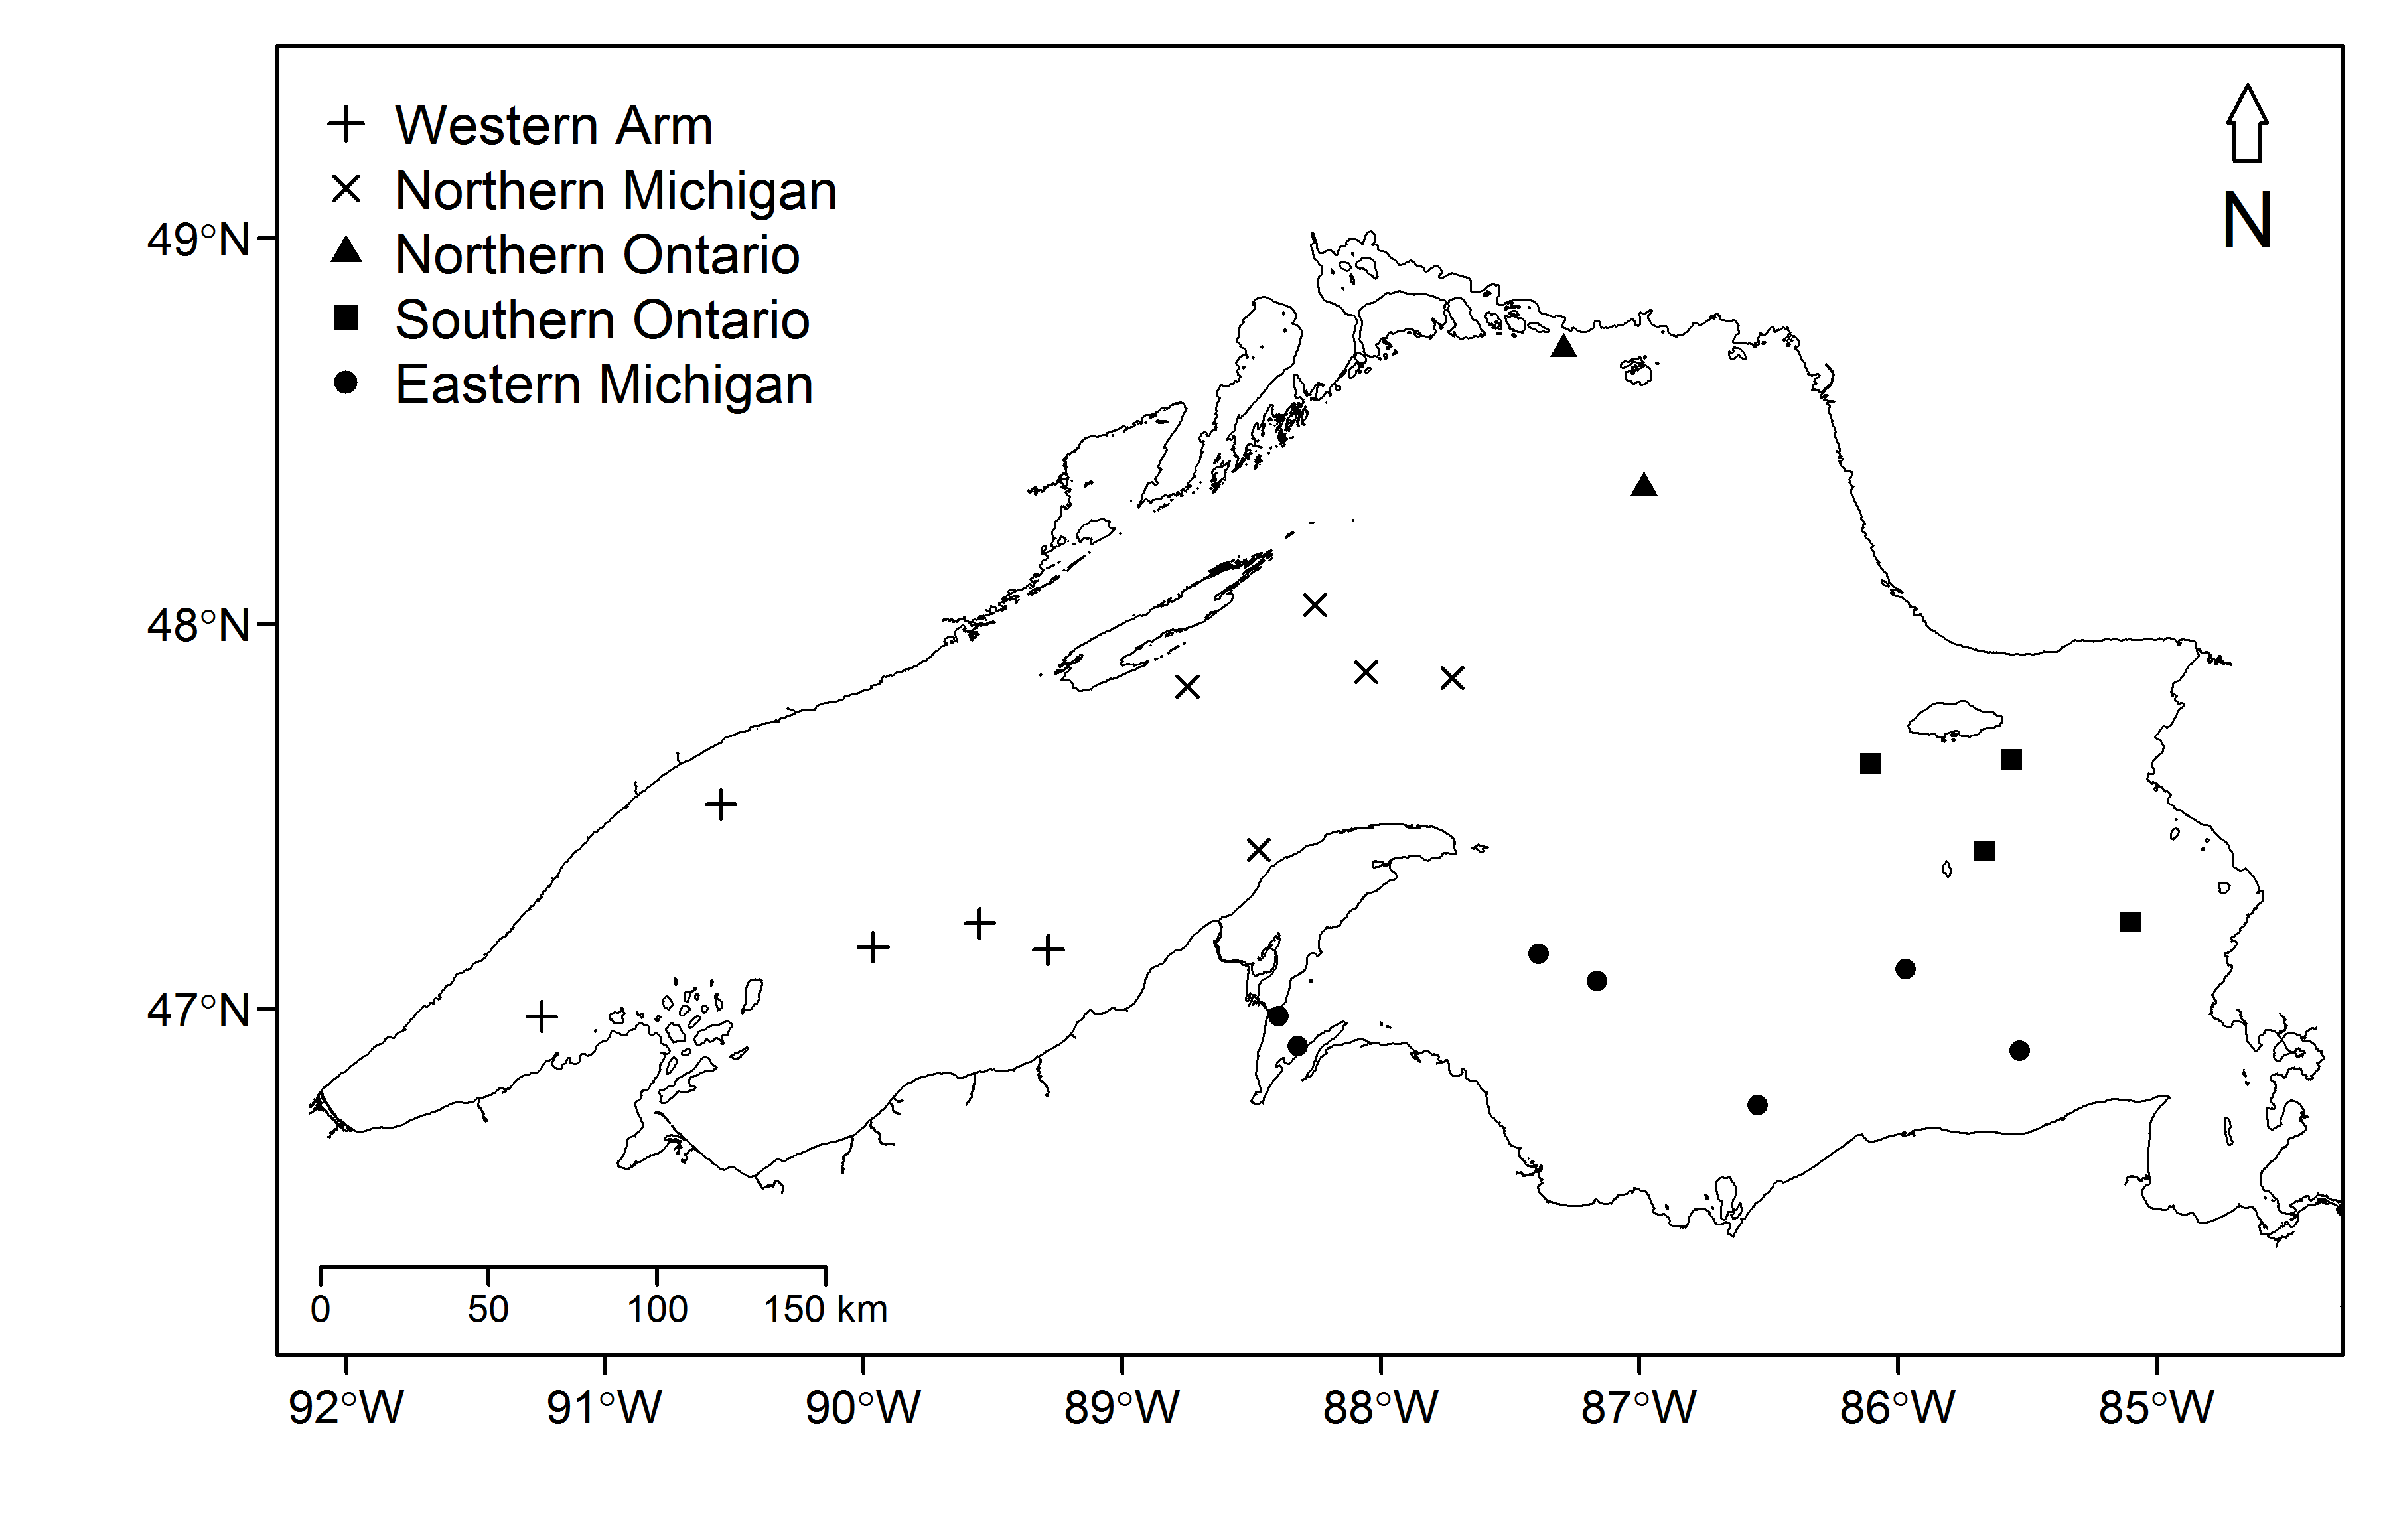 Western Arm
Northern Michigan
Northern Ontario
Southern Ontario
Eastern Michigan
N
49°N
48°N
47°N
0 50 100 150 km
92°W 91°W 90°W 89°W 88°W 87°W 86°W 85°W